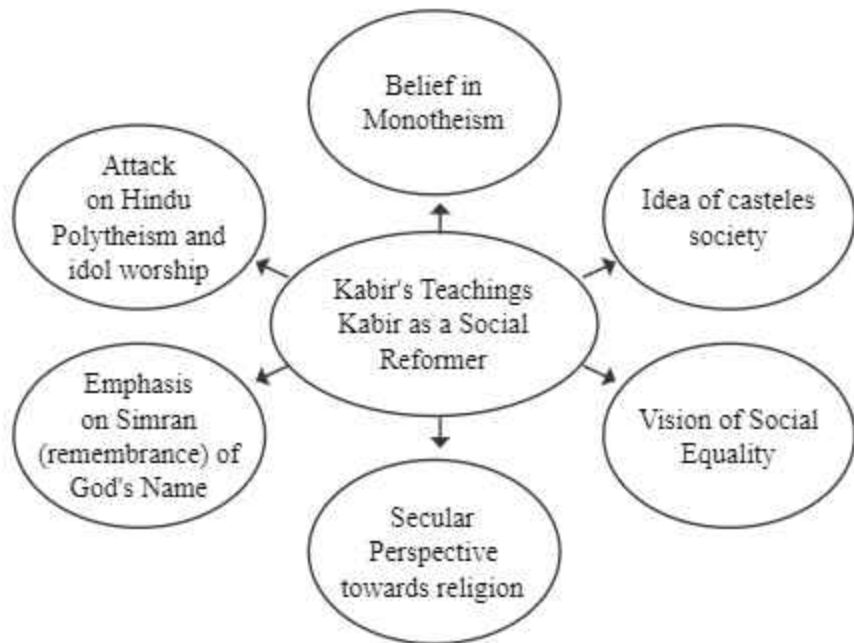 Belief in
Monotheism
Attack
on Hindu
Polytheism and
idol worship
Idea of casteles
society
Kabir's Teachings
Kabir as a Social
Reformer
Emphasis
on Simran
(remembrance) of
God's Name
Vision of Social
Equality
Secular
Perspective
towards religion